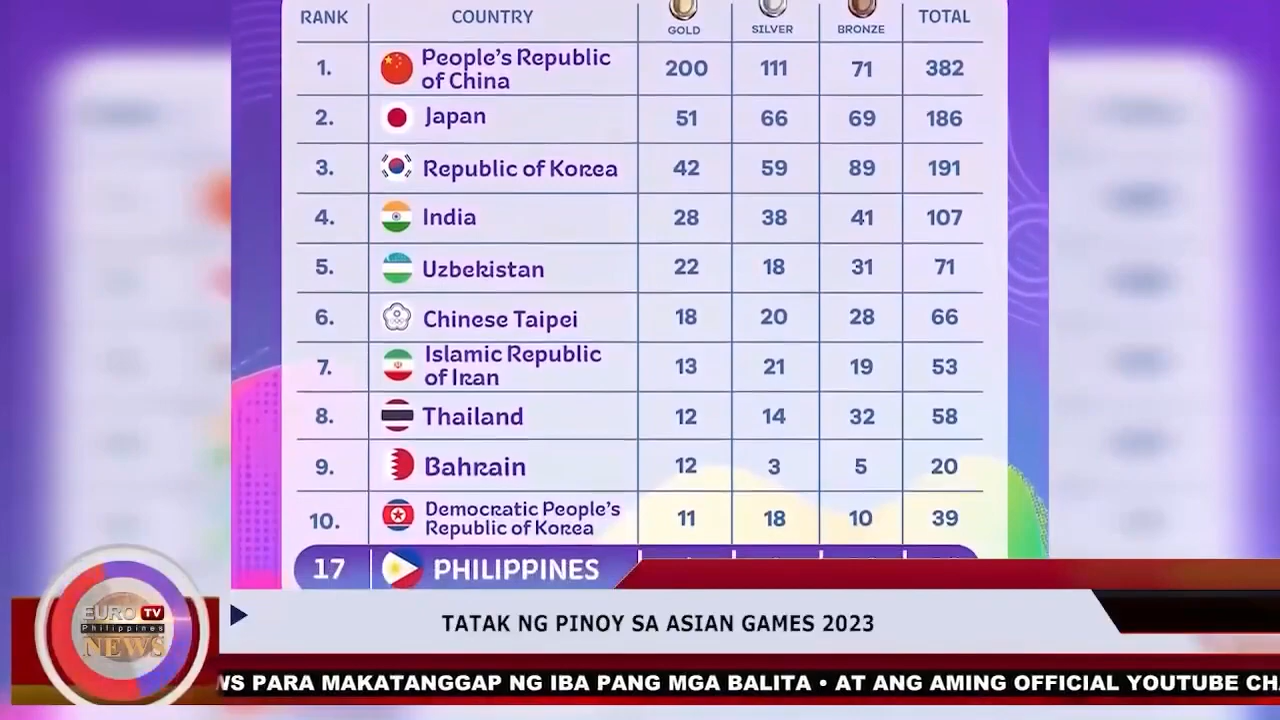 RANK COUNTRY GOLD SILVER BRONZE TOTAL
1. People's Republic of China 200 111 71 382
2. Japan 51 66 69 186
3. Republic of Korea 42 59 89 191
4. India 28 38 41 107
5. Uzbekistan 22 18 31 71
6. Chinese Taipei 18 20 28 66
7. Islamic Republic of Iran 13 21 19 53
8. Thailand 12 14 32 58
9. Bahrain 12 3 5 20
10. Democratic People's Republic of Korea 11 18 10 39
17 PHILIPPINES
EURO TV
Philippines
NEWS
TATAK NG PINOY SA ASIAN GAMES 2023
WS PARA MAKATANGGAP NG IBA PANG MGA BALITA • AT ANG AMING OFFICIAL YOUTUBE CH